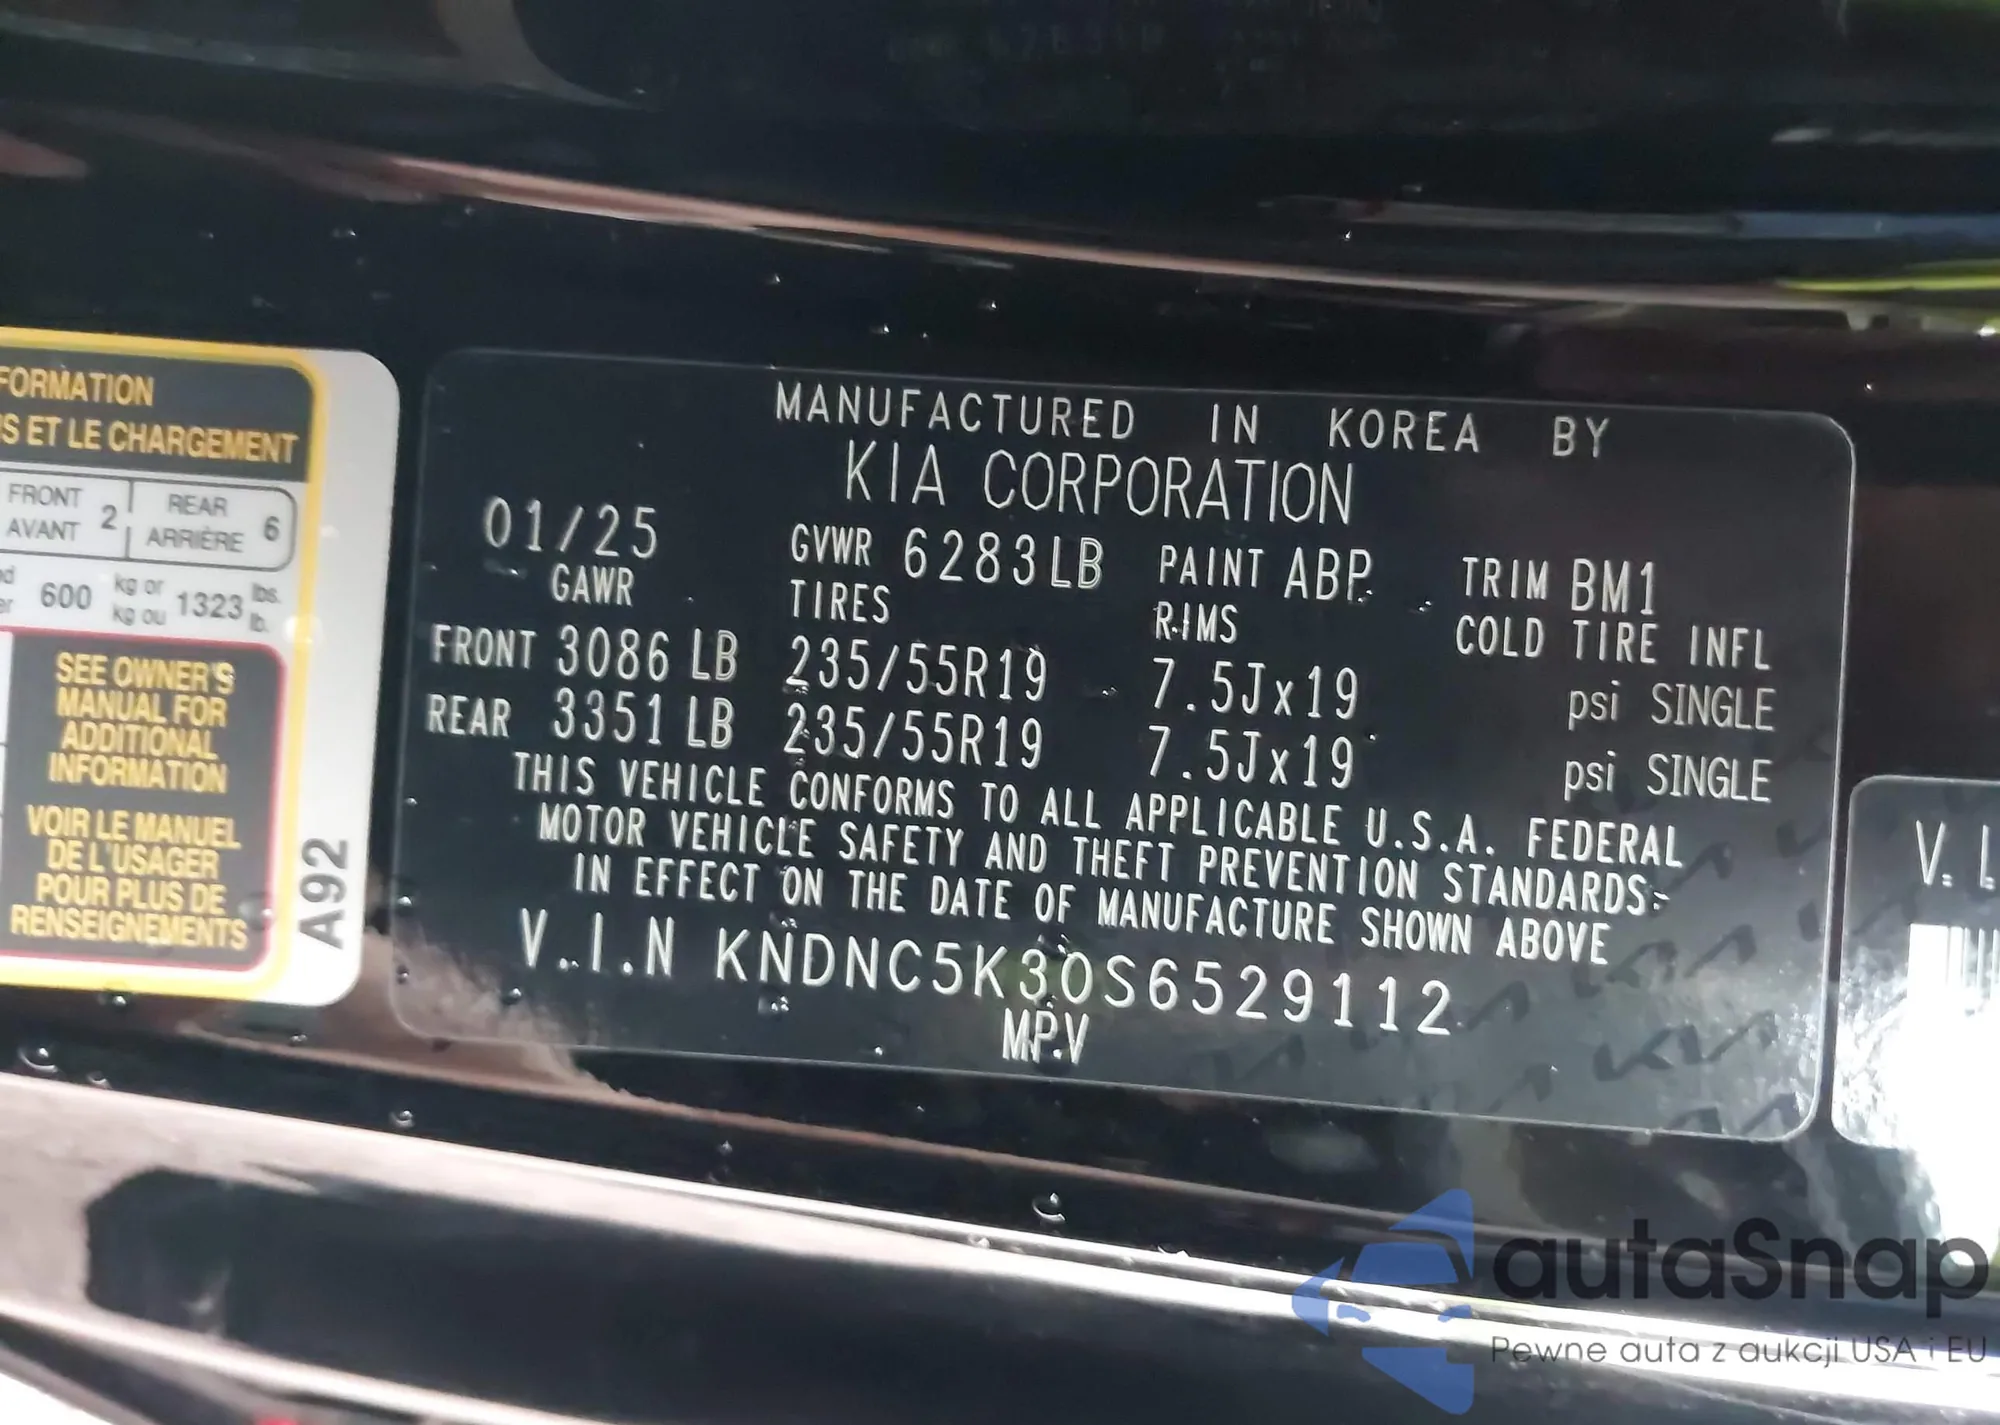 FORMATION
S ET LE CHARGEMENT
FRONT AVANT 2 REAR ARRIÈRE 6
600 kg or kg ou 1323 lbs. lb.
SEE OWNER'S
MANUAL FOR
ADDITIONAL
INFORMATION
VOIR LE MANUEL
DE L'USAGER
POUR PLUS DE
RENSEIGNEMENTS
A92
MANUFACTURED IN KOREA BY
KIA CORPORATION
01/25 GVWR 6283LB PAINT ABP TRIM BM1
GAWR TIRES RIMS COLD TIRE INFL
FRONT 3086 LB 235/55R19 7.5Jx19 psi SINGLE
REAR 3351 LB 235/55R19 7.5Jx19 psi SINGLE
THIS VEHICLE CONFORMS TO ALL APPLICABLE U.S.A. FEDERAL
MOTOR VEHICLE SAFETY AND THEFT PREVENTION STANDARDS
IN EFFECT ON THE DATE OF MANUFACTURE SHOWN ABOVE
V.I.N KNDNC5K30S6529112
M.P.V
V.I.
autaSnap
Pewne auta z aukcji USA i EU